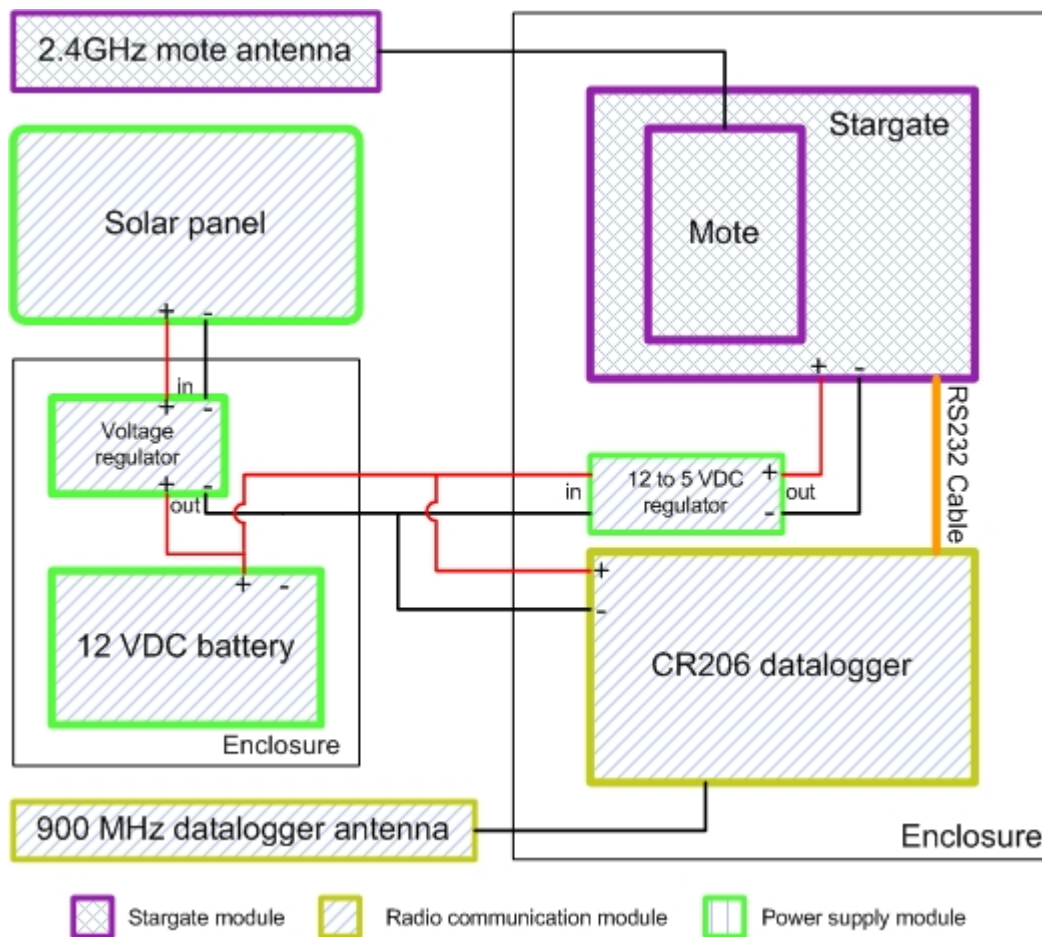 2.4GHz mote antenna
Stargate
Mote
Solar panel
+ -
in
+ -
Voltage
regulator
+ -
out
+ -
12 VDC battery
Enclosure
+ -
RS232 Cable
in
12 to 5 VDC
regulator
+
-
out
+
-
CR206 datalogger
900 MHz datalogger antenna
Enclosure
Stargate module
Radio communication module
Power supply module